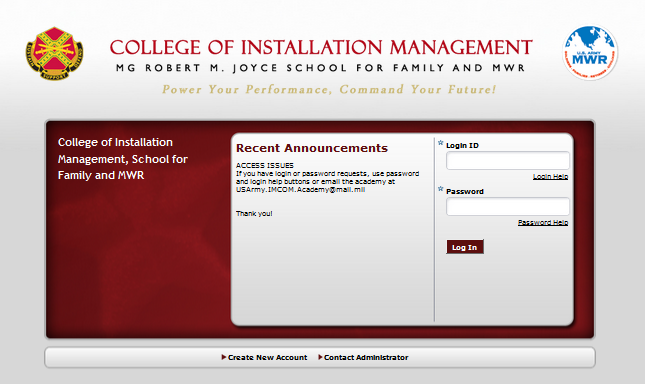 COLLEGE OF INSTALLATION MANAGEMENT
MG ROBERT M. JOYCE SCHOOL FOR FAMILY AND MWR
Power Your Performance, Command Your Future!
SUPPORT
U.S. ARMY
MWR
College of Installation
Management, School for
Family and MWR
Recent Announcements
ACCESS ISSUES
If you have login or password requests, use password
and login help buttons or email the academy at
USArmy.IMCOM.Academy@mail.mil
Thank you!
Login ID
Login Help
Password
Password Help
Log In
Create New Account
Contact Administrator